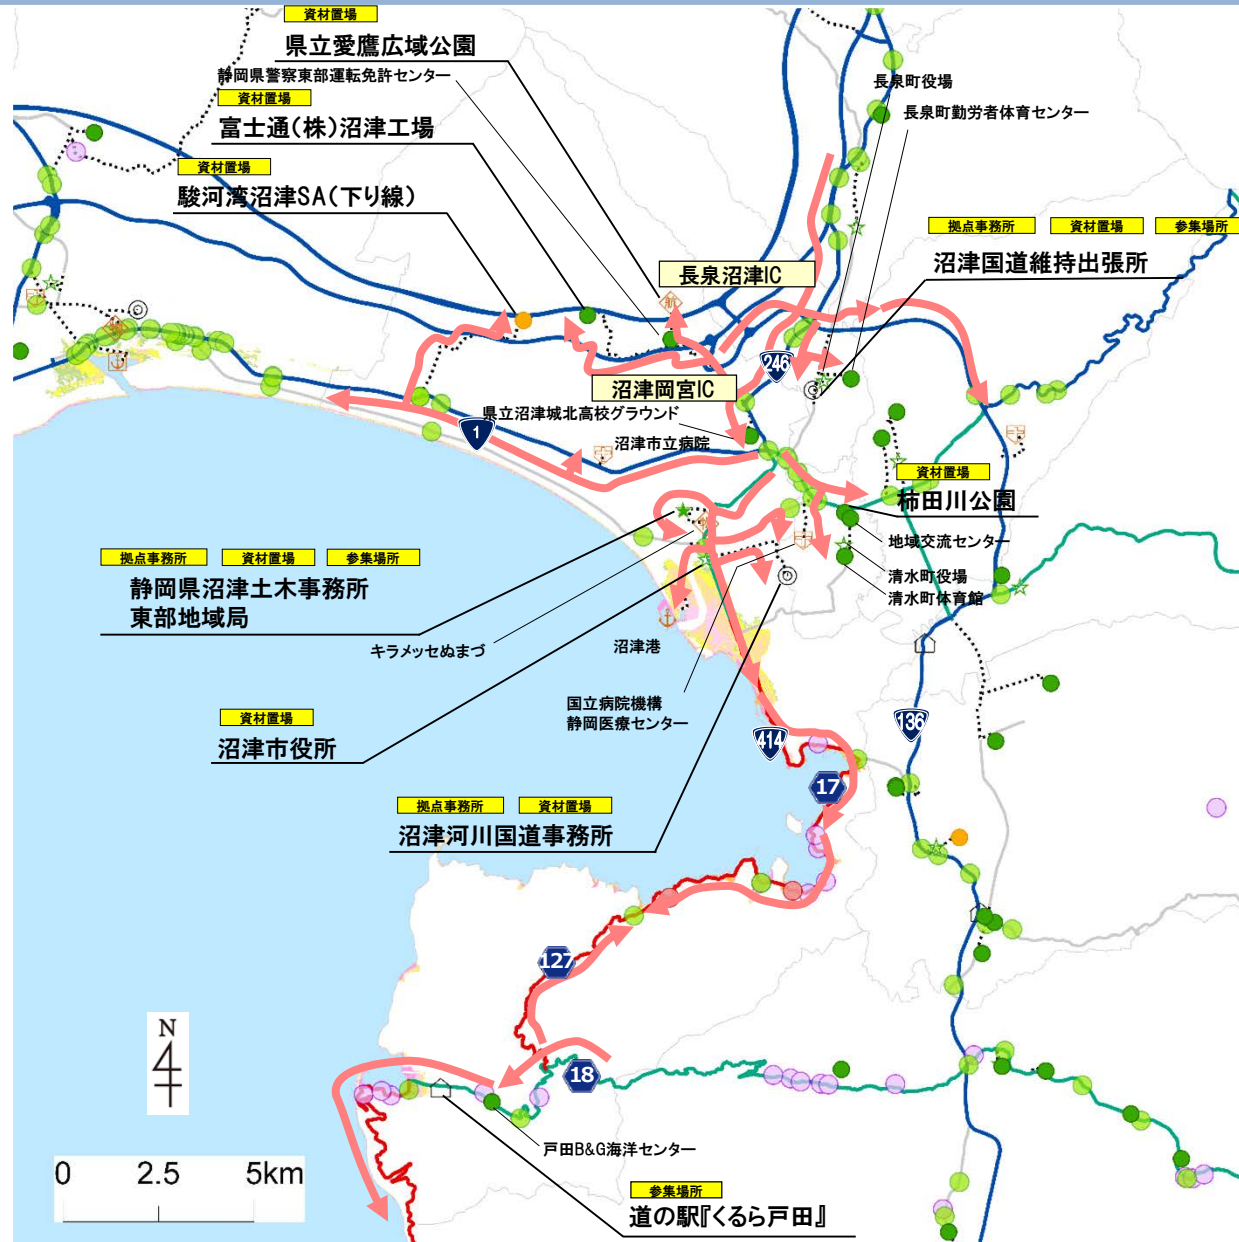 資材置場
県立愛鷹広域公園
静岡県警察東部運転免許センター
資材置場
富士通(株)沼津工場
資材置場
駿河湾沼津SA(下り線)
長泉町役場
長泉町勤労者体育センター
拠点事務所 資材置場 参集場所
沼津国道維持出張所
長泉沼津IC
246
沼津岡宮IC
県立沼津城北高校グラウンド
1
沼津市立病院
資材置場
柿田川公園
地域交流センター
清水町役場
清水町体育館
拠点事務所 資材置場 参集場所
静岡県沼津土木事務所
東部地域局
キラメッセぬまづ
沼津港
国立病院機構
静岡医療センター
資材置場
沼津市役所
414
136
17
拠点事務所 資材置場
沼津河川国道事務所
127
18
N
戸田B&G海洋センター
0 2.5 5km
参集場所
道の駅『くるら戸田』